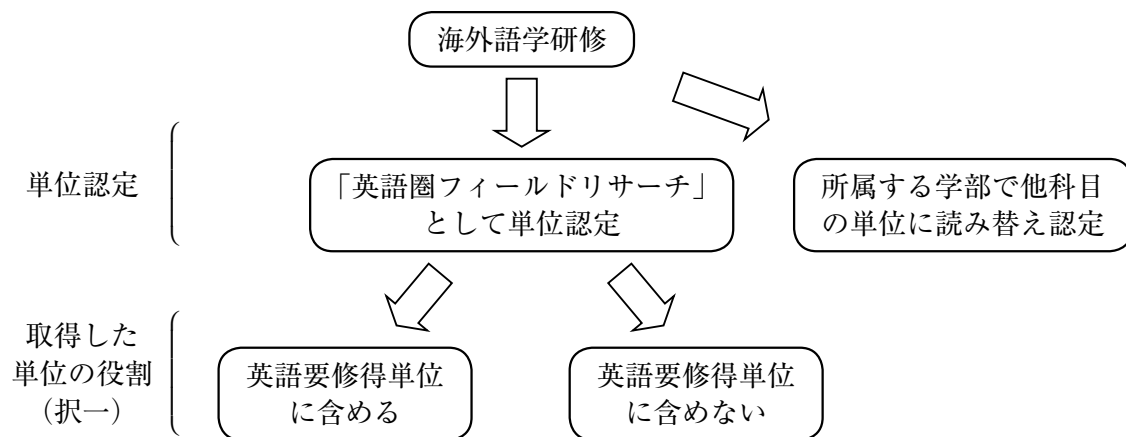 海外語学研修
単位認定
「英語圏フィールドリサーチ」
として単位認定
所属する学部で他科目
の単位に読み替え認定
取得した
単位の役割
（択一）
英語要修得単位
に含める
英語要修得単位
に含めない